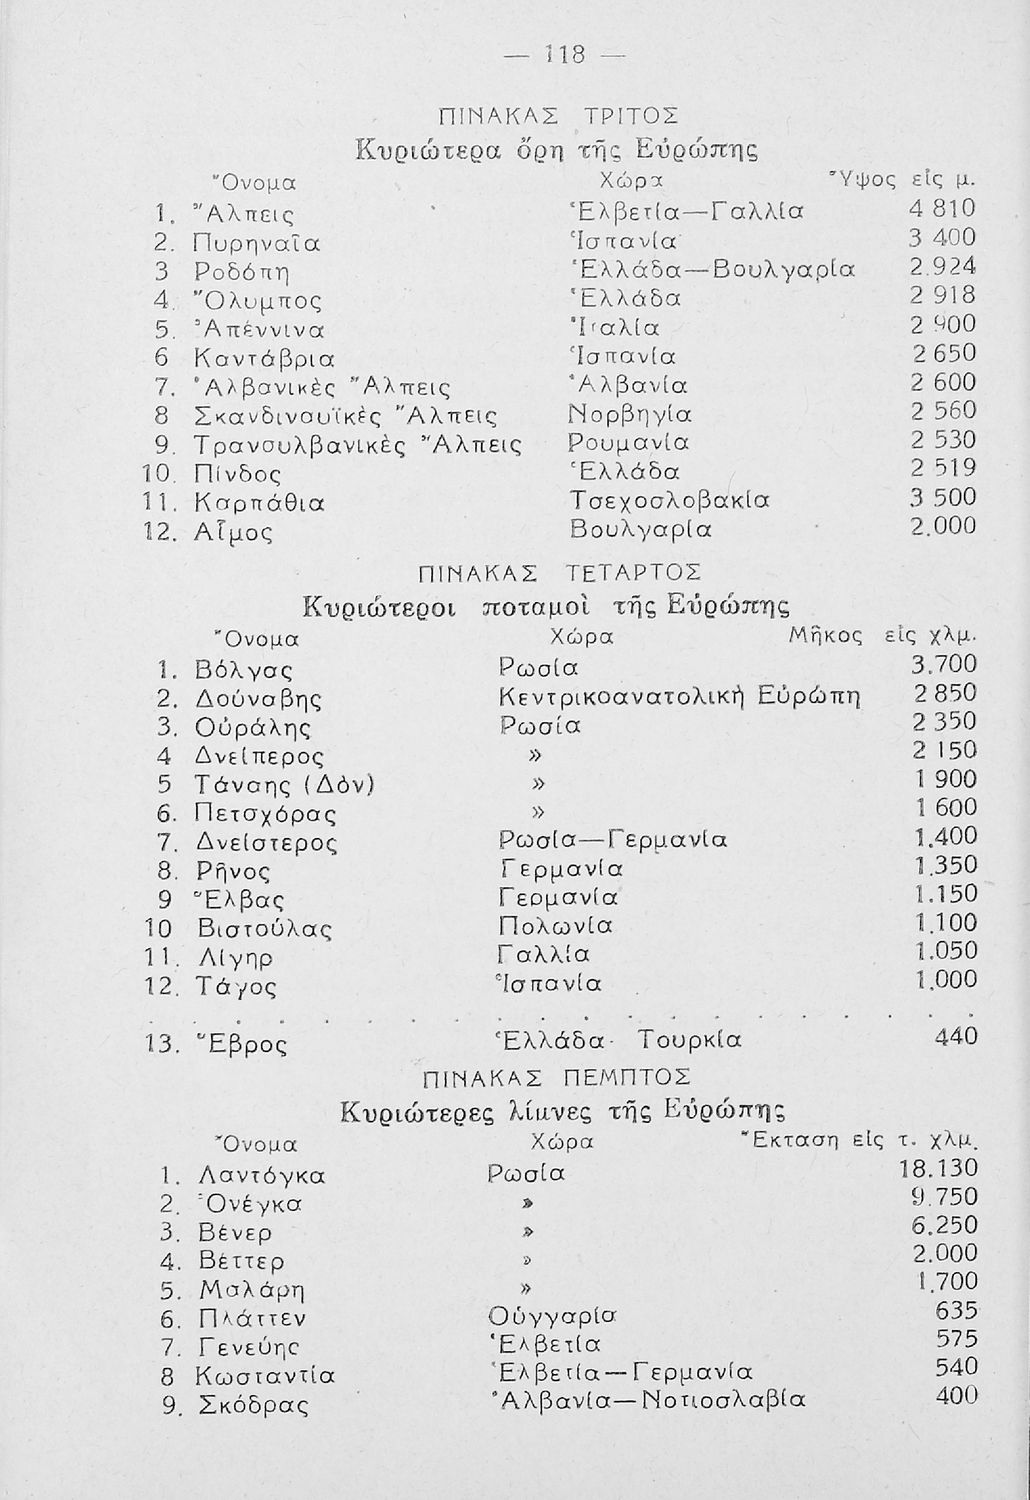 — 118 —
ΠΙΝΑΚΑΣ ΤΡΙΤΟΣ
Κυριώτερα ὄρη τῆς Εὐρώπης
Ὄνομα Χώρα Ὕψος εἰς μ.
1. Ἄλπεις Ἑλβετία—Γαλλία 4 810
2. Πυρηναῖα Ἱσπανία 3 400
3 Ροδόπη Ἑλλάδα—Βουλγαρία 2.924
4. Ὄλυμπος Ἑλλάδα 2 918
5. Ἀπέννινα Ἰταλία 2 900
6 Καντάβρια Ἱσπανία 2 650
7. Ἀλβανικὲς Ἄλπεις Ἀλβανία 2 600
8 Σκανδιναυϊκὲς Ἄλπεις Νορβηγία 2 560
9. Τρανσυλβανικὲς Ἄλπεις Ρουμανία 2 530
10. Πίνδος Ἑλλάδα 2 519
11. Καρπάθια Τσεχοσλοβακία 3 500
12. Αἷμος Βουλγαρία 2.000
ΠΙΝΑΚΑΣ ΤΕΤΑΡΤΟΣ
Κυριώτεροι ποταμοὶ τῆς Εὐρώπης
Ὄνομα Χώρα Μῆκος εἰς χλμ.
1. Βόλγας Ρωσία 3.700
2. Δούναβης Κεντρικοανατολικὴ Εὐρώπη 2 850
3. Οὐράλης Ρωσία 2 350
4 Δνείπερος » 2 150
5 Τάναης (Δὸν) » 1 900
6. Πετσχόρας » 1 600
7. Δνείστερος Ρωσία—Γερμανία 1.400
8. Ρῆνος Γερμανία 1.350
9 Ἔλβας Γερμανία 1.150
10 Βιστούλας Πολωνία 1.100
11. Λίγηρ Γαλλία 1.050
12. Τάγος Ἱσπανία 1.000
. . . . . . . . . . . . . . . . . . . .
13. Ἕβρος Ἑλλάδα- Τουρκία 440
ΠΙΝΑΚΑΣ ΠΕΜΠΤΟΣ
Κυριώτερες λίμνες τῆς Εὐρώπης
Ὄνομα Χώρα Ἔκταση εἰς τ. χλμ.
1. Λαντόγκα Ρωσία 18.130
2. Ὀνέγκα » 9.750
3. Βένερ » 6.250
4. Βέττερ » 2.000
5. Μαλάρη » 1.700
6. Πλάττεν Οὑγγαρία 635
7. Γενεύης Ἑλβετία 575
8 Κωσταντία Ἑλβετία—Γερμανία 540
9. Σκόδρας Ἀλβανία—Νοτιοσλαβία 400